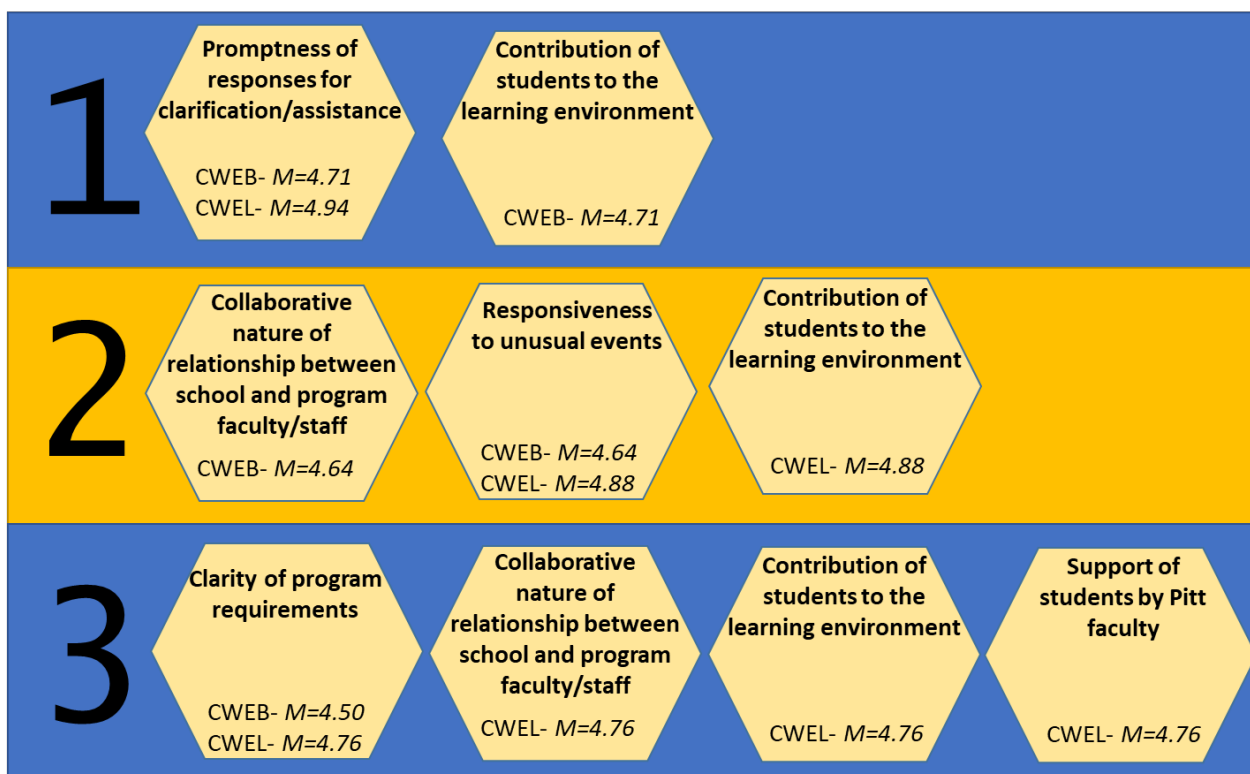 1
Promptness of
responses for
clarification/assistance
CWEB- M=4.71
CWEL- M=4.94
Contribution of
students to the
learning environment
CWEB- M=4.71
2
Collaborative
nature of
relationship between
school and program
faculty/staff
CWEB- M=4.64
Responsiveness
to unusual events
CWEB- M=4.64
CWEL- M=4.88
Contribution of
students to the
learning environment
CWEL- M=4.88
3
Clarity of program
requirements
CWEB- M=4.50
CWEL- M=4.76
Collaborative
nature of
relationship between
school and program
faculty/staff
CWEL- M=4.76
Contribution of
students to the
learning environment
CWEL- M=4.76
Support of
students by Pitt
faculty
CWEL- M=4.76